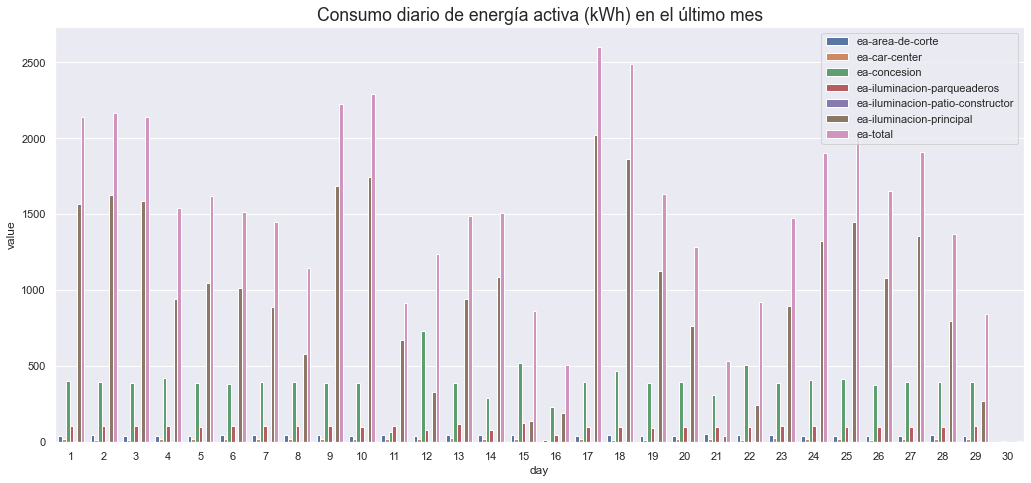 Consumo diario de energía activa (kWh) en el último mes
ea-area-de-corte
ea-car-center
ea-concesion
ea-iluminacion-parqueaderos
ea-iluminacion-patio-constructor
ea-iluminacion-principal
ea-total
2500
2000
1500
1000
500
0
value
1 2 3 4 5 6 7 8 9 10 11 12 13 14 15 16 17 18 19 20 21 22 23 24 25 26 27 28 29 30
day